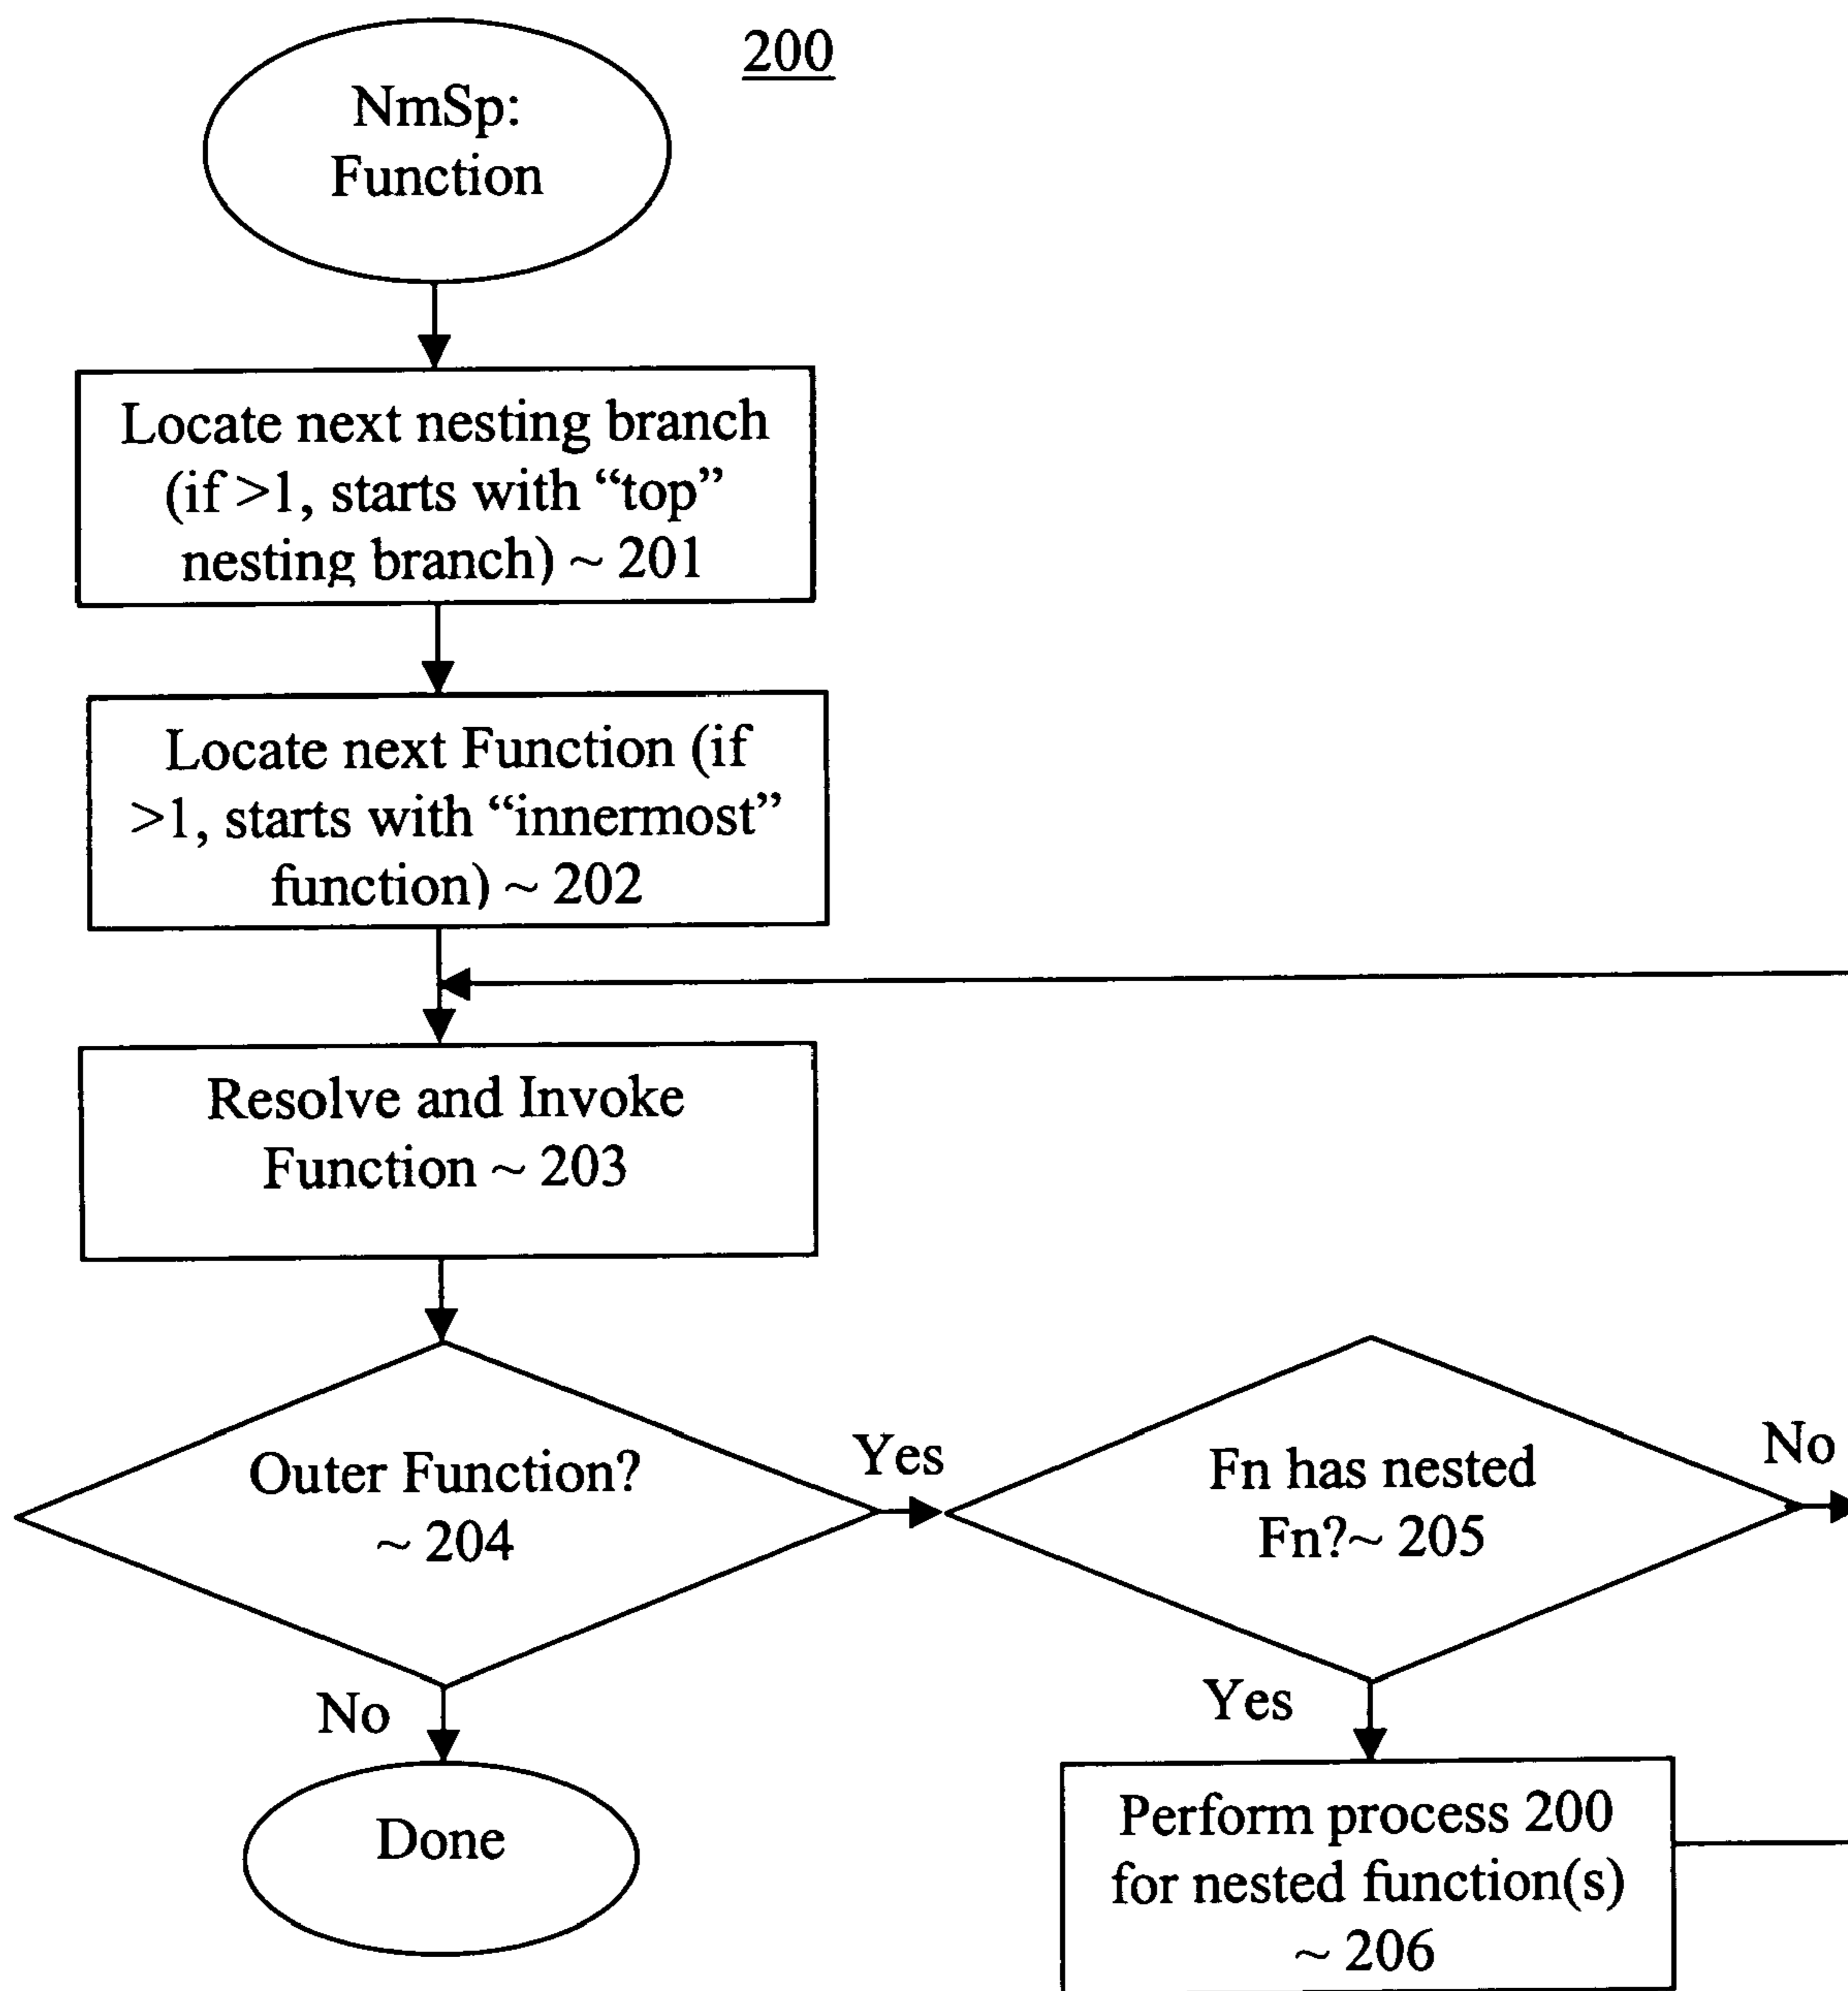 200
NmSp:
Function
Locate next nesting branch
(if >1, starts with “top”
nesting branch) ~ 201
Locate next Function (if
>1, starts with “innermost”
function) ~ 202
Resolve and Invoke
Function ~ 203
Outer Function?
~ 204
Yes
No
Fn has nested
Fn?~ 205
No
Yes
Done
Perform process 200
for nested function(s)
~ 206